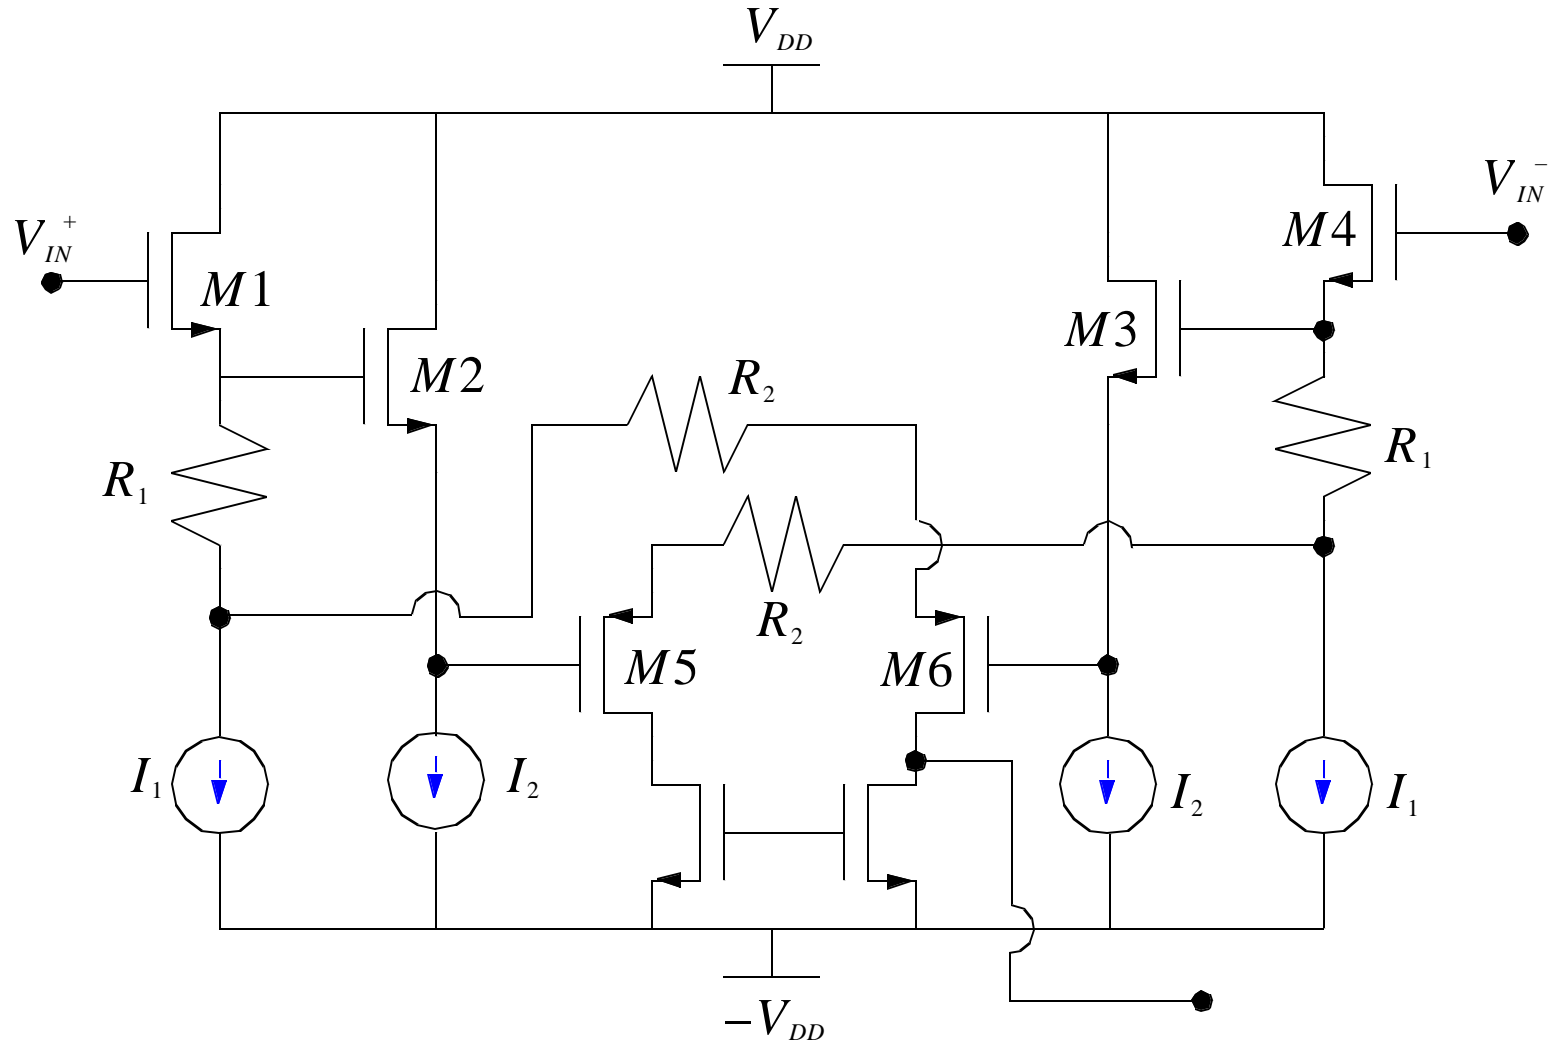 V_DD
V_IN^−
V_IN^+
M4
M1
M3
M2
R_2
R_1
R_1
R_2
M5
M6
I_1
I_2
I_2
I_1
−V_DD